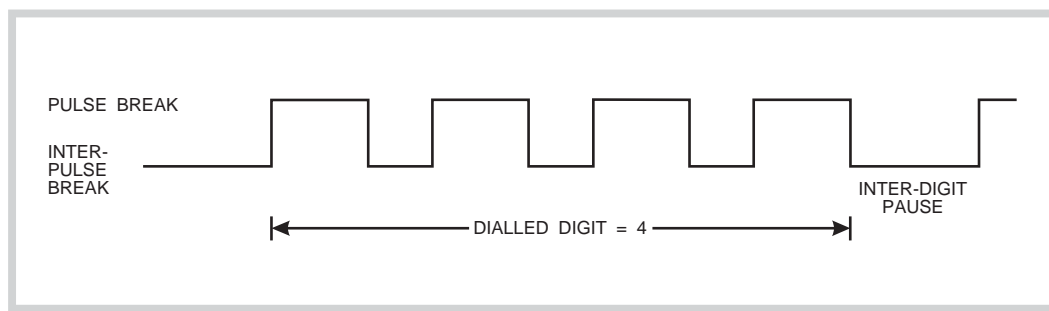 PULSE BREAK
INTER-
PULSE
BREAK
DIALLED DIGIT = 4
INTER-DIGIT
PAUSE